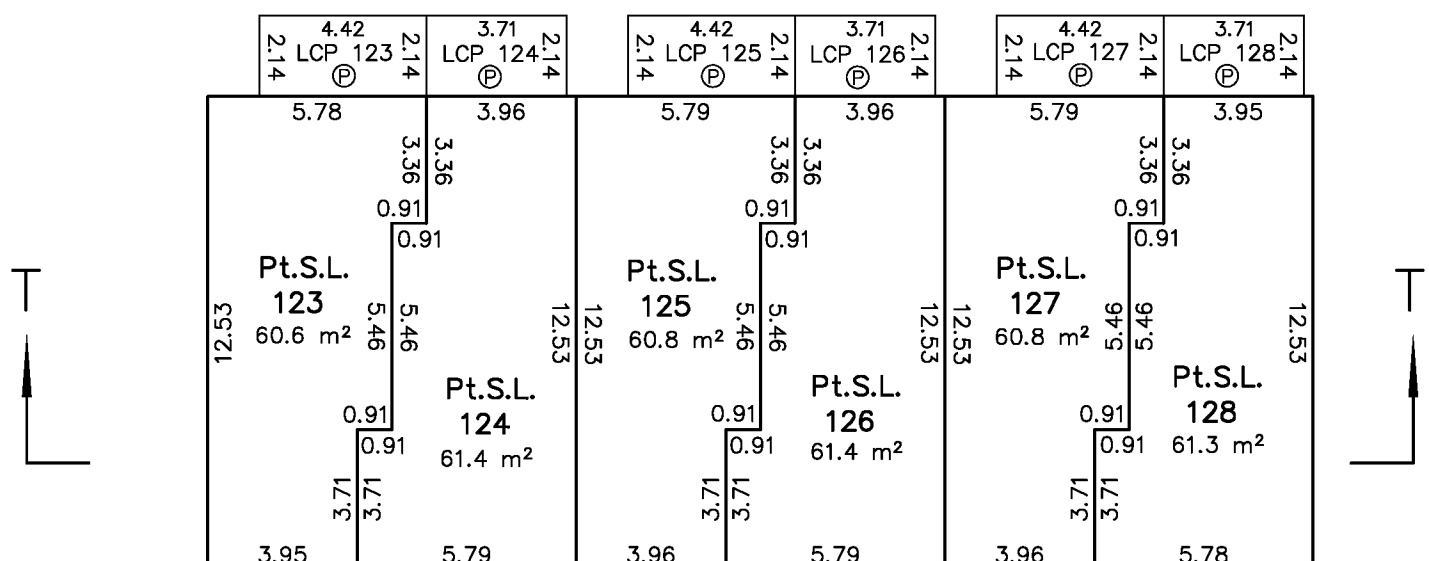 4.42 3.71 4.42 3.71 4.42 3.71
2.14 LCP 123 2.14 LCP 124 2.14 LCP 125 2.14 LCP 126 2.14 LCP 127 2.14 LCP 128 2.14
2.14
P P P P P P
5.78 3.96 5.79 3.96 5.79 3.95
3.36 3.36 3.36 3.36 3.36 3.36
0.91 0.91 0.91
0.91 0.91 0.91
Pt.S.L. Pt.S.L. Pt.S.L.
123 125 127
60.6 m² 60.8 m² 60.8 m²
T T
12.53 5.46 5.46 12.53 12.53 5.46 5.46 12.53 12.53 5.46 5.46 12.53
Pt.S.L. Pt.S.L. Pt.S.L.
124 126 128
61.4 m² 61.4 m² 61.3 m²
0.91 0.91 0.91
0.91 0.91 0.91
3.71 3.71 3.71 3.71 3.71 3.71
3.95 5.79 3.96 5.79 3.96 5.78